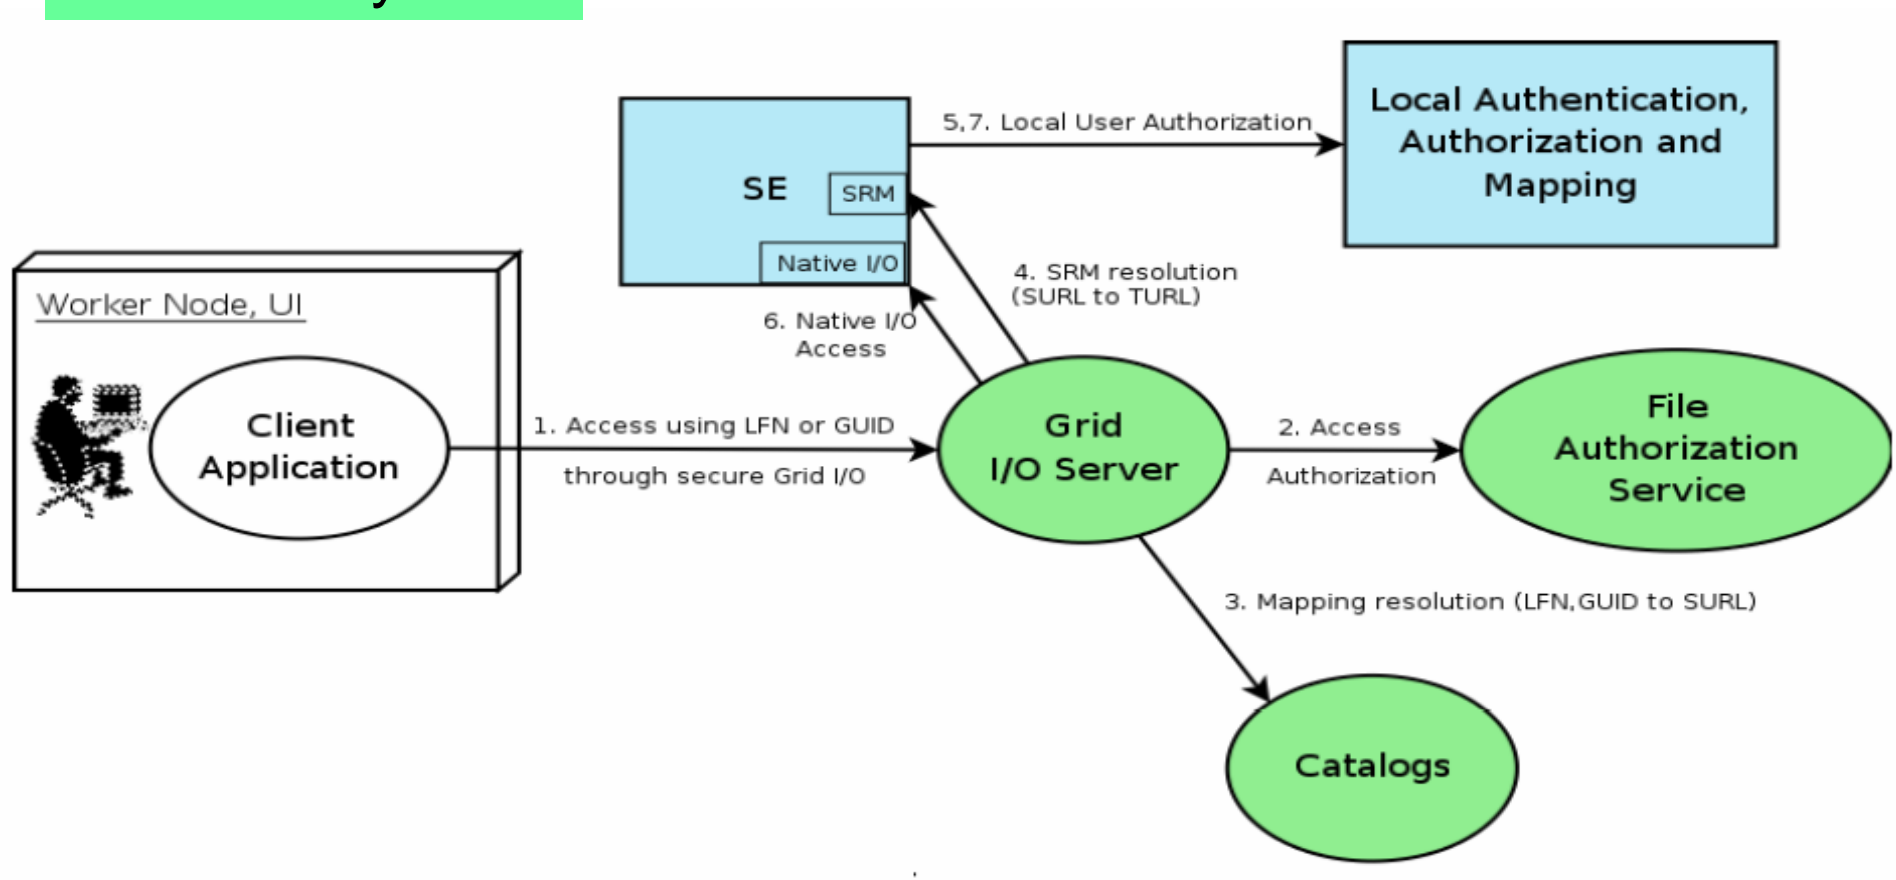 Local Authentication,
Authorization and
Mapping
5,7. Local User Authorization
SE
SRM
Native I/O
4. SRM resolution
(SURL to TURL)
6. Native I/O
Access
Worker Node, UI
Client
Application
1. Access using LFN or GUID
through secure Grid I/O
Grid
I/O Server
2. Access
Authorization
File
Authorization
Service
3. Mapping resolution (LFN,GUID to SURL)
Catalogs